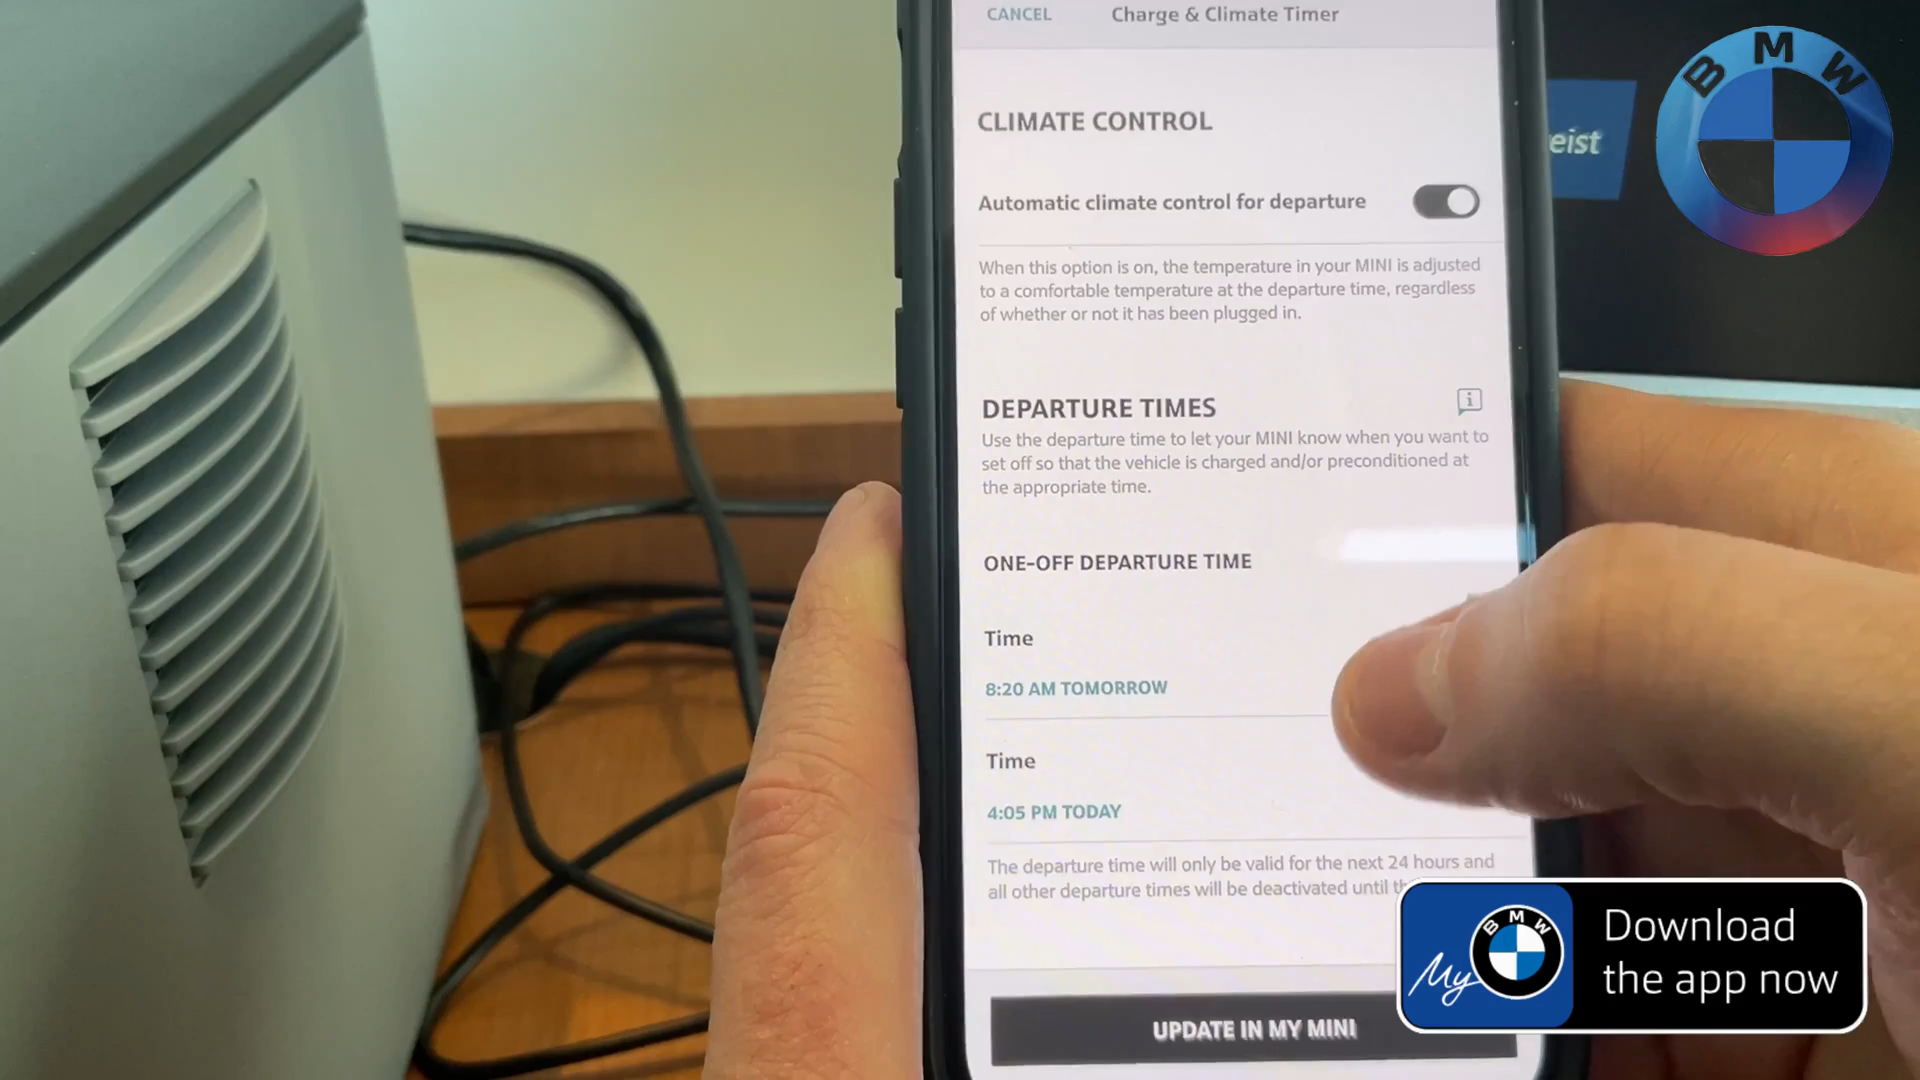 CANCEL Charge & Climate Timer
CLIMATE CONTROL
Automatic climate control for departure
When this option is on, the temperature in your MINI is adjusted
to a comfortable temperature at the departure time, regardless
of whether or not it has been plugged in.
DEPARTURE TIMES
Use the departure time to let your MINI know when you want to
set off so that the vehicle is charged and/or preconditioned at
the appropriate time.
ONE-OFF DEPARTURE TIME
Time
8:20 AM TOMORROW
Time
4:05 PM TODAY
The departure time will only be valid for the next 24 hours and
all other departure times will be deactivated until
UPDATE IN MY MINI
eist
BMW
My BMW
Download
the app now